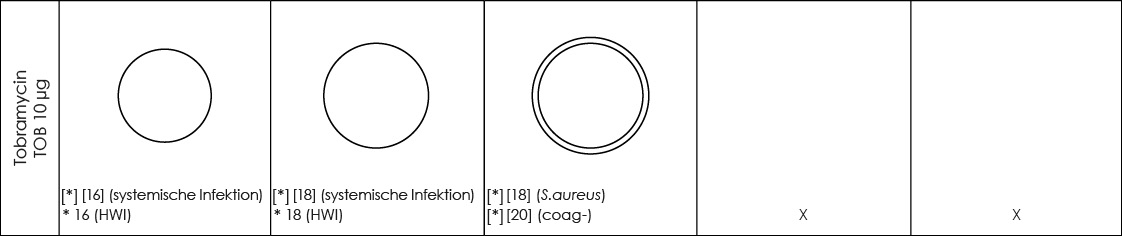 Tobramycin
TOB 10 µg
[*] [16] (systemische Infektion)
* 16 (HWI)
[*] [18] (systemische Infektion)
* 18 (HWI)
[*] [18] (S.aureus)
[*] [20] (coag-)
X
X